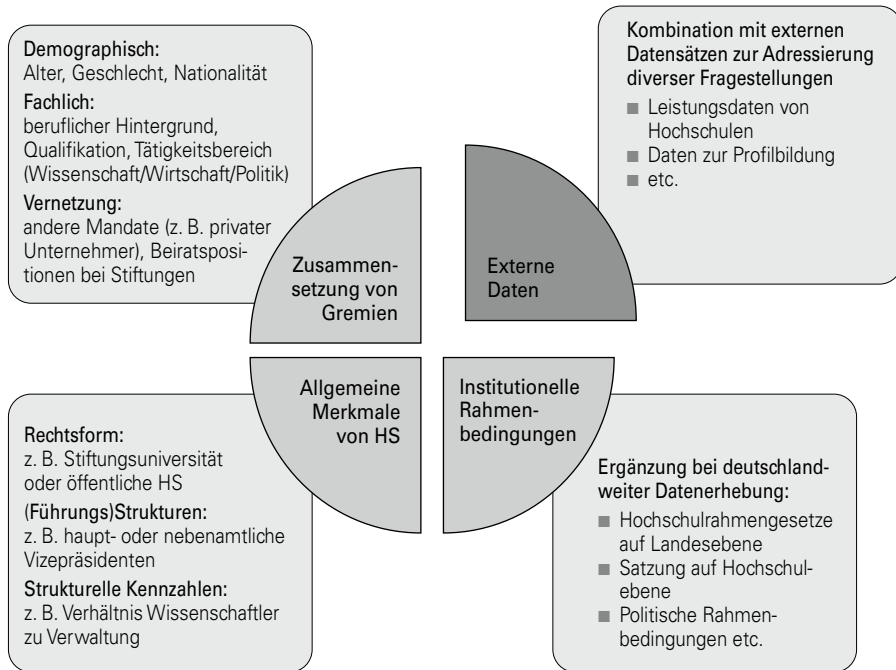 Demographisch:
Alter, Geschlecht, Nationalität
Fachlich:
beruflicher Hintergrund,
Qualifikation, Tätigkeitsbereich
(Wissenschaft/Wirtschaft/Politik)
Vernetzung:
andere Mandate (z. B. privater
Unternehmer), Beiratsposi-
tionen bei Stiftungen
Zusammen-
setzung von
Gremien
Kombination mit externen
Datensätzen zur Adressierung
diverser Fragestellungen
■ Leistungsdaten von
Hochschulen
■ Daten zur Profilbildung
■ etc.
Externe
Daten
Allgemeine
Merkmale
von HS
Rechtsform:
z. B. Stiftungsuniversität
oder öffentliche HS
(Führungs)Strukturen:
z. B. haupt- oder nebenamtliche
Vizepräsidenten
Strukturelle Kennzahlen:
z. B. Verhältnis Wissenschaftler
zu Verwaltung
Institutionelle
Rahmen-
bedingungen
Ergänzung bei deutschland-
weiter Datenerhebung:
■ Hochschulrahmengesetze
auf Landesebene
■ Satzung auf Hochschul-
ebene
■ Politische Rahmen-
bedingungen etc.